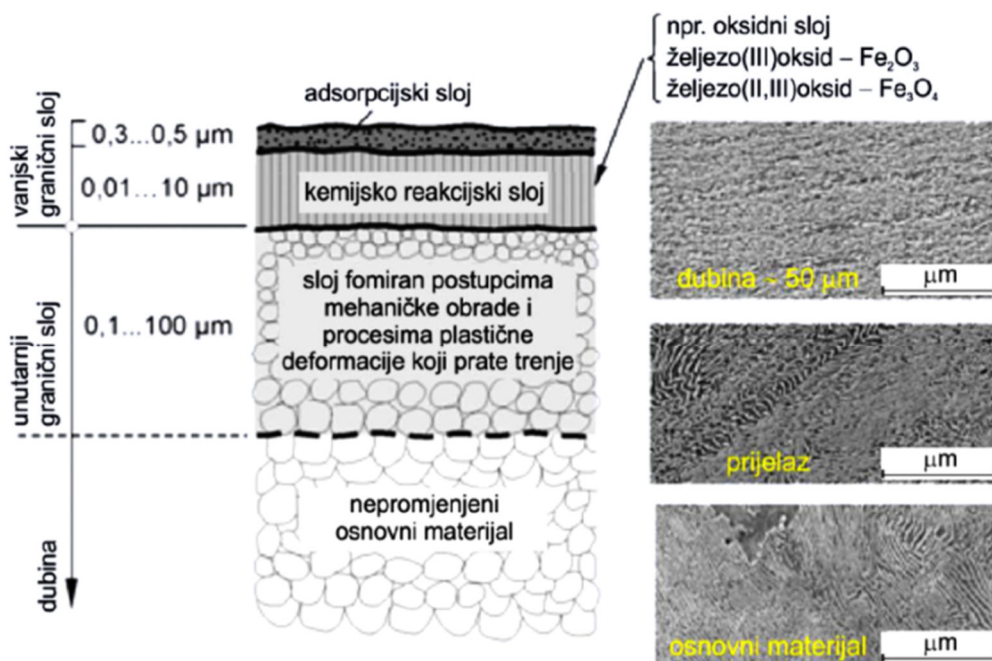 npr. oksidni sloj
željezo(III)oksid – Fe₂O₃
željezo(II,III)oksid – Fe₃O₄
adsorpcijski sloj
vanjski
granični sloj
0,3...0,5 µm
0,01...10 µm
kemijsko reakcijski sloj
unutarnji
granični sloj
0,1...100 µm
sloj fomiran postupcima
mehaničke obrade i
procesima plastične
deformacije koji prate trenje
nepromjenjeni
osnovni materijal
dubina
dubina ~ 50 µm
µm
prijelaz
µm
osnovni materijal
µm